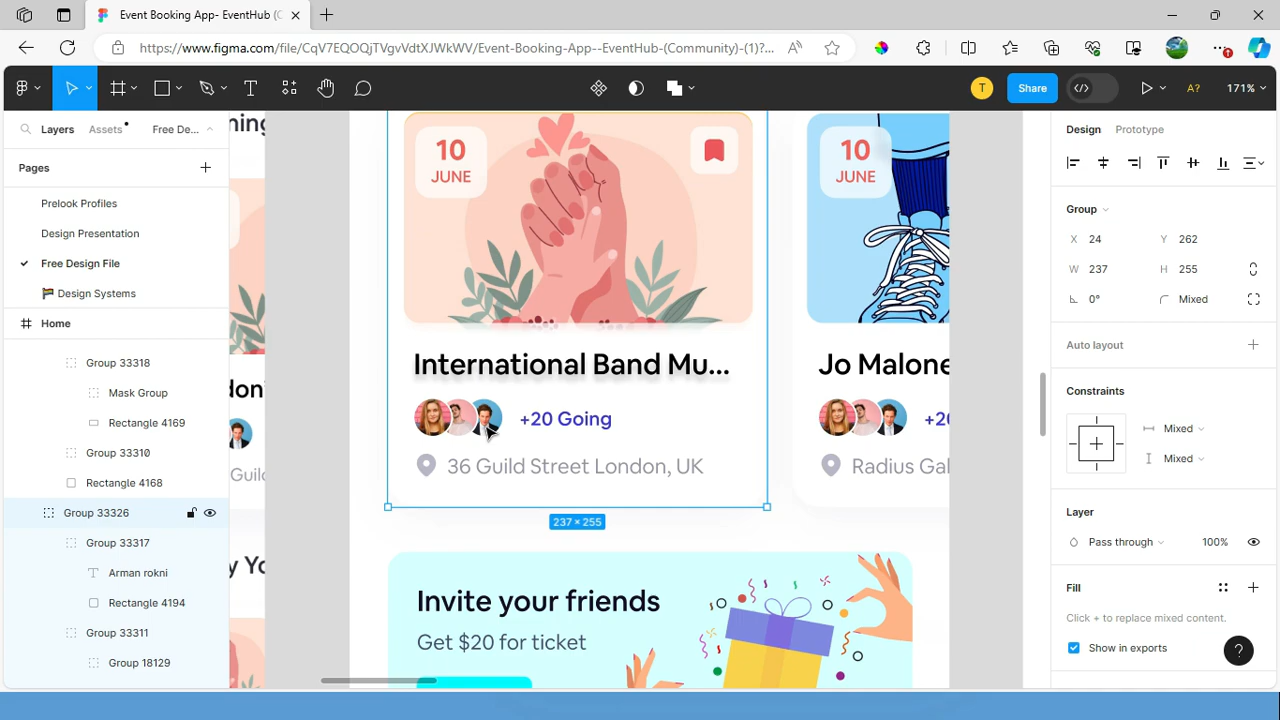 Event Booking App- EventHub (C
https://www.figma.com/file/CqV7EQOQjTVgvVdtXJWkWV/Event-Booking-App--EventHub-(Community)-(1)?...
Share
T
A?
171%
Layers
Assets
Free De...
Pages
Prelook Profiles
Design Presentation
Free Design File
Design Systems
Home
Group 33318
Mask Group
Rectangle 4169
Group 33310
Rectangle 4168
Group 33326
Group 33317
T Arman rokni
Rectangle 4194
Group 33311
Group 18129
10
JUNE
International Band Mu...
+20 Going
36 Guild Street London, UK
237 × 255
10
JUNE
Jo Malone
+20
Radius Gal
Invite your friends
Get $20 for ticket
Design
Prototype
Group
X 24
Y 262
W 237
H 255
0°
Mixed
Auto layout
Constraints
Mixed
Mixed
Layer
Pass through
100%
Fill
Click + to replace mixed content.
Show in exports
?